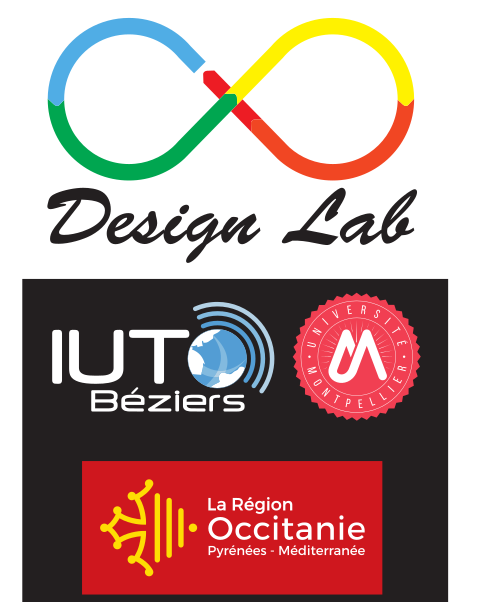 Design Lab
IUT
Béziers
UNIVERSITÉ
MONTPELLIER
La Région
Occitanie
Pyrénées - Méditerranée